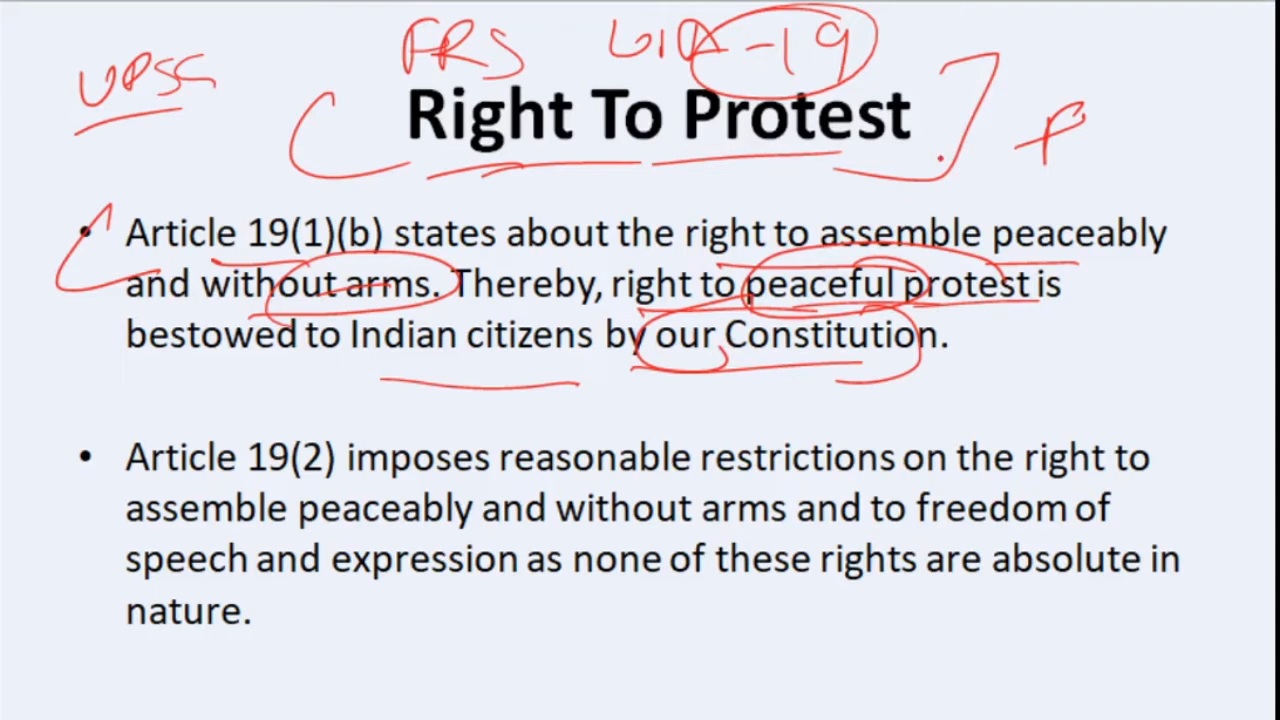 UPSC
FRS
-19
Right To Protest
• Article 19(1)(b) states about the right to assemble peaceably
and without arms. Thereby, right to peaceful protest is
bestowed to Indian citizens by our Constitution.
• Article 19(2) imposes reasonable restrictions on the right to
assemble peaceably and without arms and to freedom of
speech and expression as none of these rights are absolute in
nature.